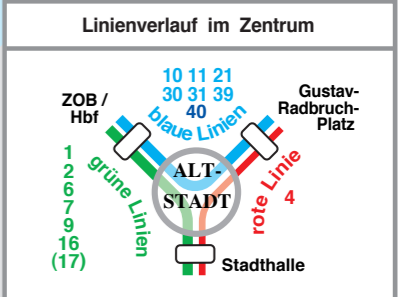 Linienverlauf im Zentrum
10 11 21
30 31 39
40
blaue Linien
ZOB /
Hbf
Gustav-
Radbruch-
Platz
1
2
6
7
9
16
(17)
grüne Linien
ALT-
STADT
rote Linie
4
Stadthalle